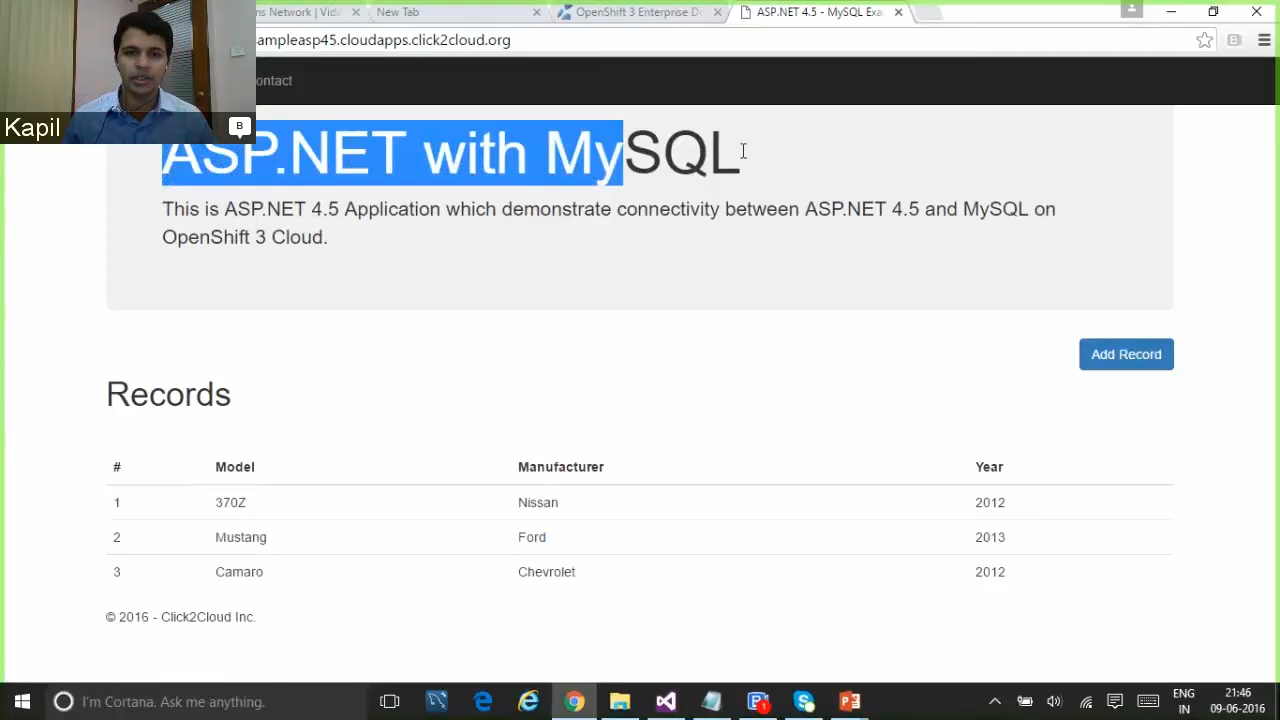 ms Network | Vide
New Tab
OpenShift 3 Enterprise De
ASP.NET 4.5 - MySQL Exa
ampleasp45.cloudapps.click2cloud.org
ontact
Kapil
B
ASP.NET with MySQL
This is ASP.NET 4.5 Application which demonstrate connectivity between ASP.NET 4.5 and MySQL on
OpenShift 3 Cloud.
Add Record
Records
# Model Manufacturer Year
1 370Z Nissan 2012
2 Mustang Ford 2013
3 Camaro Chevrolet 2012
© 2016 - Click2Cloud Inc.
I'm Cortana. Ask me anything.
ENG
IN
21:46
09-06-2016